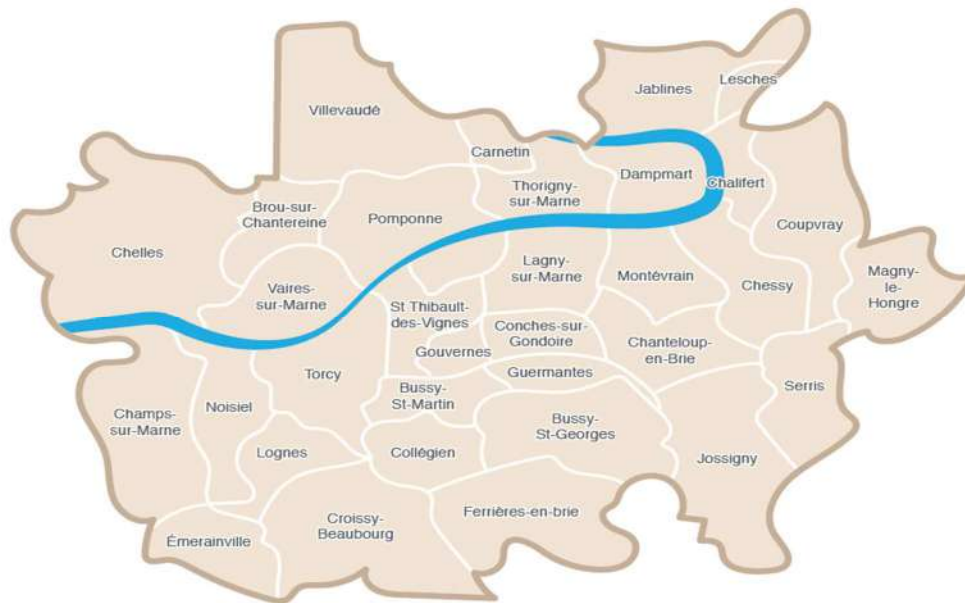 Lesches
Jablines
Villevaudé
Carnetin
Dampmart
Chalifert
Thorigny-
sur-Marne
Brou-sur-
Chantereine
Pomponne
Coupvray
Chelles
Lagny-
sur-Marne
Montévrain
Chessy
Magny-
le-
Hongre
Vaires-
sur-Marne
St Thibault-
des-Vignes
Conches-sur-
Gondoire
Chanteloup-
en-Brie
Gouvernes
Guermantes
Torcy
Serris
Bussy-
St-Martin
Noisiel
Champs-
sur-Marne
Bussy-
St-Georges
Lognes
Collégien
Jossigny
Ferrières-en-brie
Croissy-
Beaubourg
Émerainville